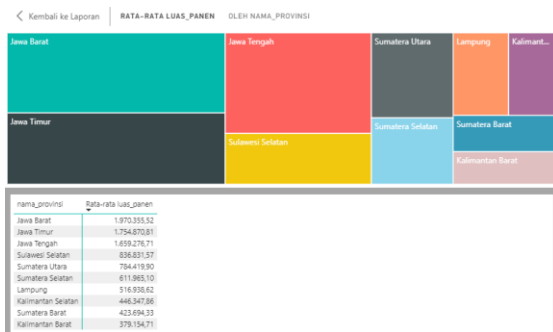 Kembali ke Laporan RATA-RATA LUAS_PANEN OLEH NAMA_PROVINSI
Jawa Barat Jawa Tengah Sumatera Utara Lampung Kalimant...
Jawa Timur Sumatera Selatan Sumatera Barat
Sulawesi Selatan
Kalimantan Barat
nama_provinsi Rata-rata luas_panen
Jawa Barat 1.970.355,52
Jawa Timur 1.754.870,81
Jawa Tengah 1.659.276,71
Sulawesi Selatan 836.831,57
Sumatera Utara 784.419,90
Sumatera Selatan 611.965,10
Lampung 516.938,62
Kalimantan Selatan 446.347,86
Sumatera Barat 423.694,33
Kalimantan Barat 379.154,71